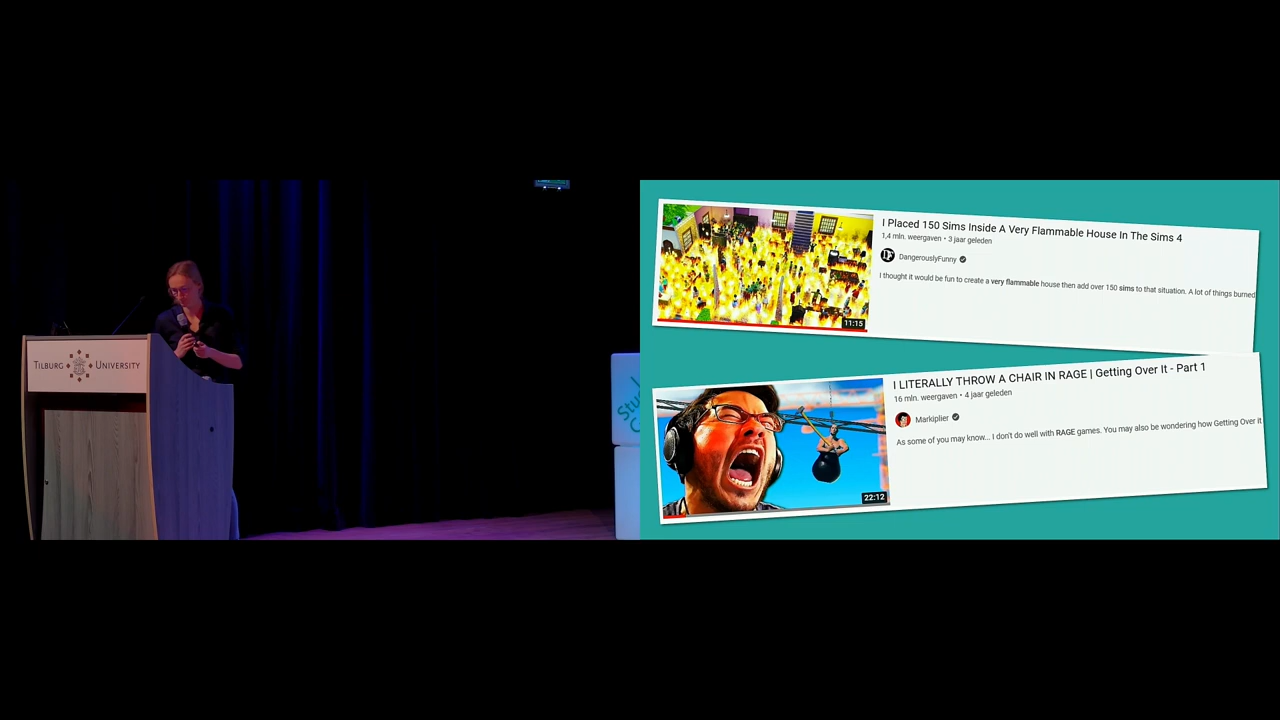 TILBURG UNIVERSITY
I Placed 150 Sims Inside A Very Flammable House In The Sims 4
1,4 mln. weergaven • 3 jaar geleden
DF
DangerouslyFunny
I thought it would be fun to create a very flammable house then add over 150 sims to that situation. A lot of things burned
11:15
I LITERALLY THROW A CHAIR IN RAGE | Getting Over It - Part 1
16 mln. weergaven • 4 jaar geleden
Markiplier
As some of you may know... I don't do well with RAGE games. You may also be wondering how Getting Over It
22:12